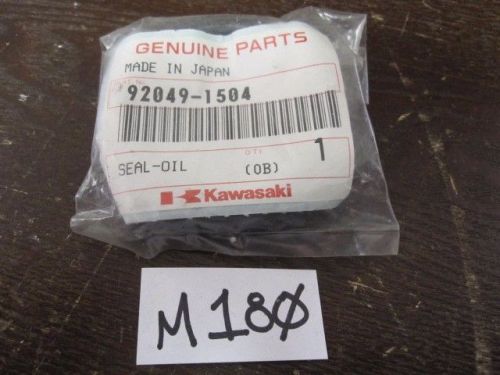 GENUINE PARTS
MADE IN JAPAN
92049-1504
QTY.
1
SEAL-OIL (OB)
Kawasaki
M180